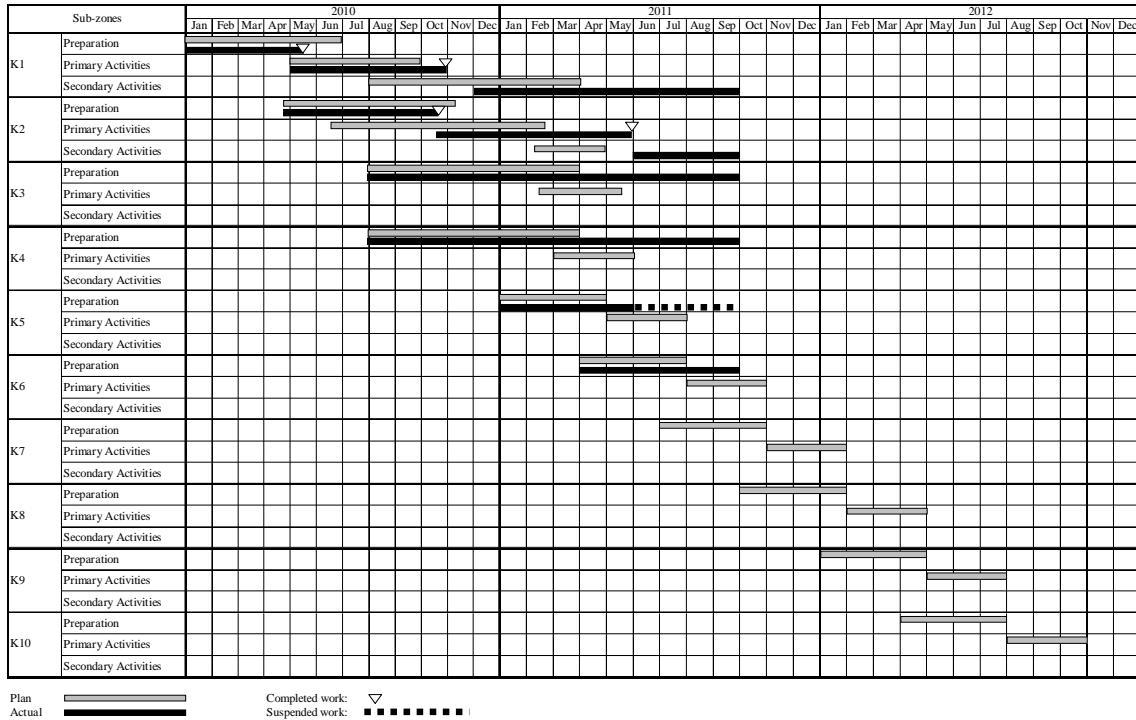 Sub-zones 2010 2011 2012
Jan Feb Mar Apr May Jun Jul Aug Sep Oct Nov Dec Jan Feb Mar Apr May Jun Jul Aug Sep Oct Nov Dec Jan Feb Mar Apr May Jun Jul Aug Sep Oct Nov Dec
K1
Preparation
Primary Activities
Secondary Activities
K2
Preparation
Primary Activities
Secondary Activities
K3
Preparation
Primary Activities
Secondary Activities
K4
Preparation
Primary Activities
Secondary Activities
K5
Preparation
Primary Activities
Secondary Activities
K6
Preparation
Primary Activities
Secondary Activities
K7
Preparation
Primary Activities
Secondary Activities
K8
Preparation
Primary Activities
Secondary Activities
K9
Preparation
Primary Activities
Secondary Activities
K10
Preparation
Primary Activities
Secondary Activities
Plan Completed work:
Actual Suspended work: